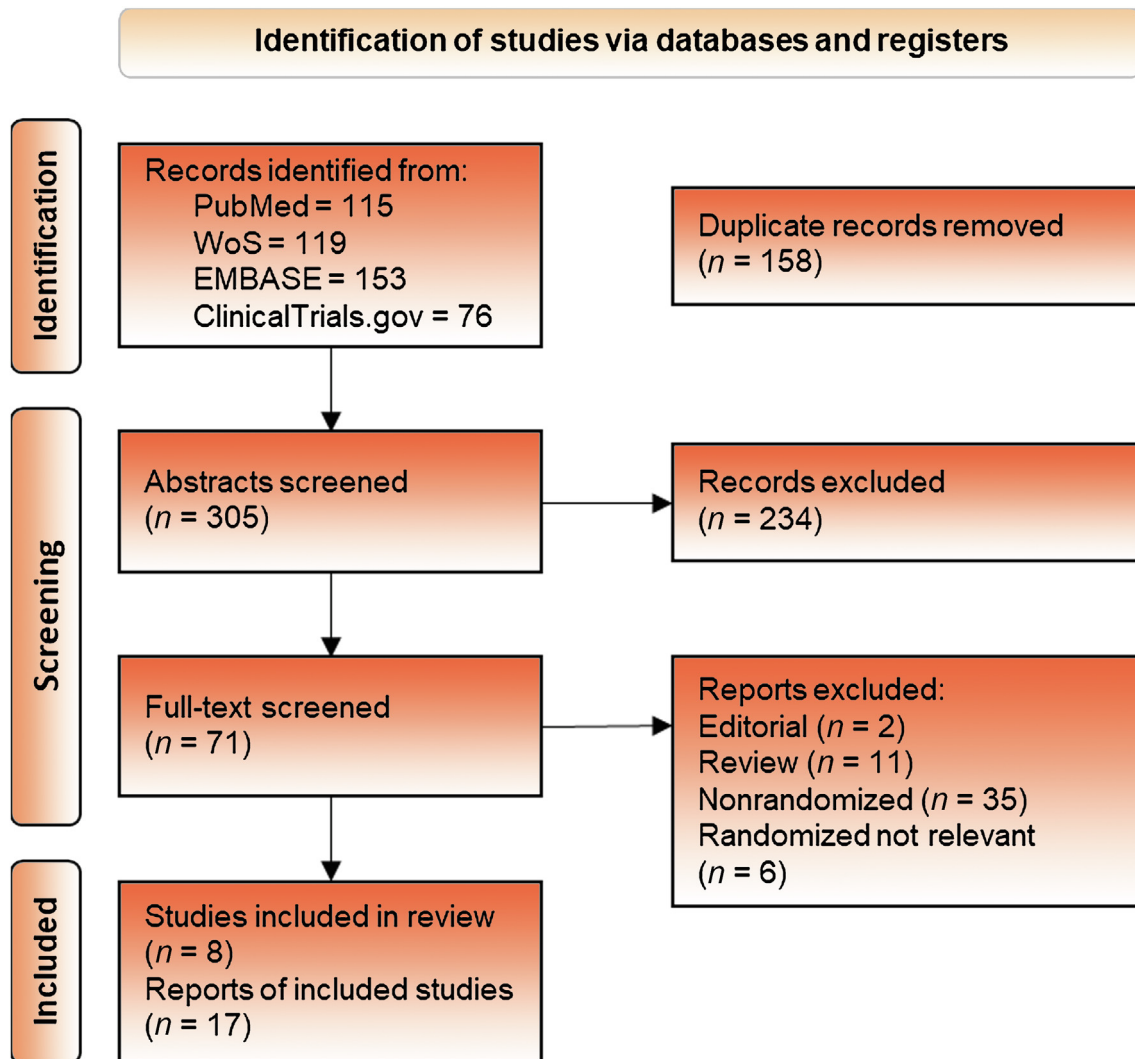 Identification of studies via databases and registers
Identification
Records identified from:
PubMed = 115
WoS = 119
EMBASE = 153
ClinicalTrials.gov = 76
Duplicate records removed
(n = 158)
Screening
Abstracts screened
(n = 305)
Records excluded
(n = 234)
Full-text screened
(n = 71)
Reports excluded:
Editorial (n = 2)
Review (n = 11)
Nonrandomized (n = 35)
Randomized not relevant
(n = 6)
Included
Studies included in review
(n = 8)
Reports of included studies
(n = 17)